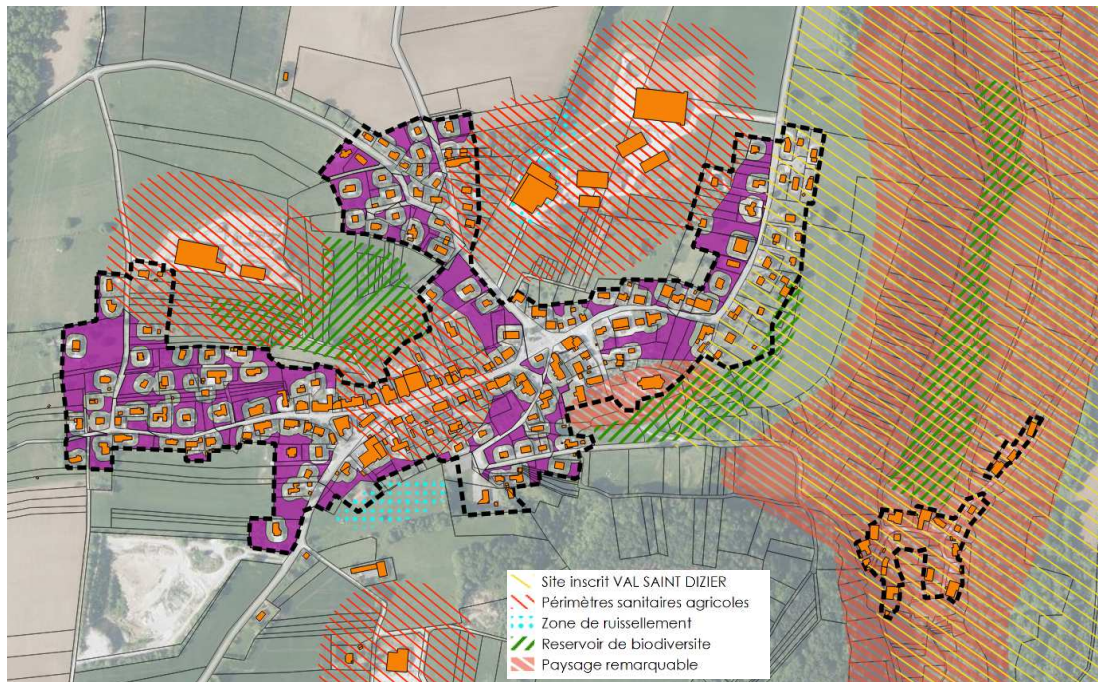 Site inscrit VAL SAINT DIZIER
Périmètres sanitaires agricoles
Zone de ruissellement
Reservoir de biodiversite
Paysage remarquable